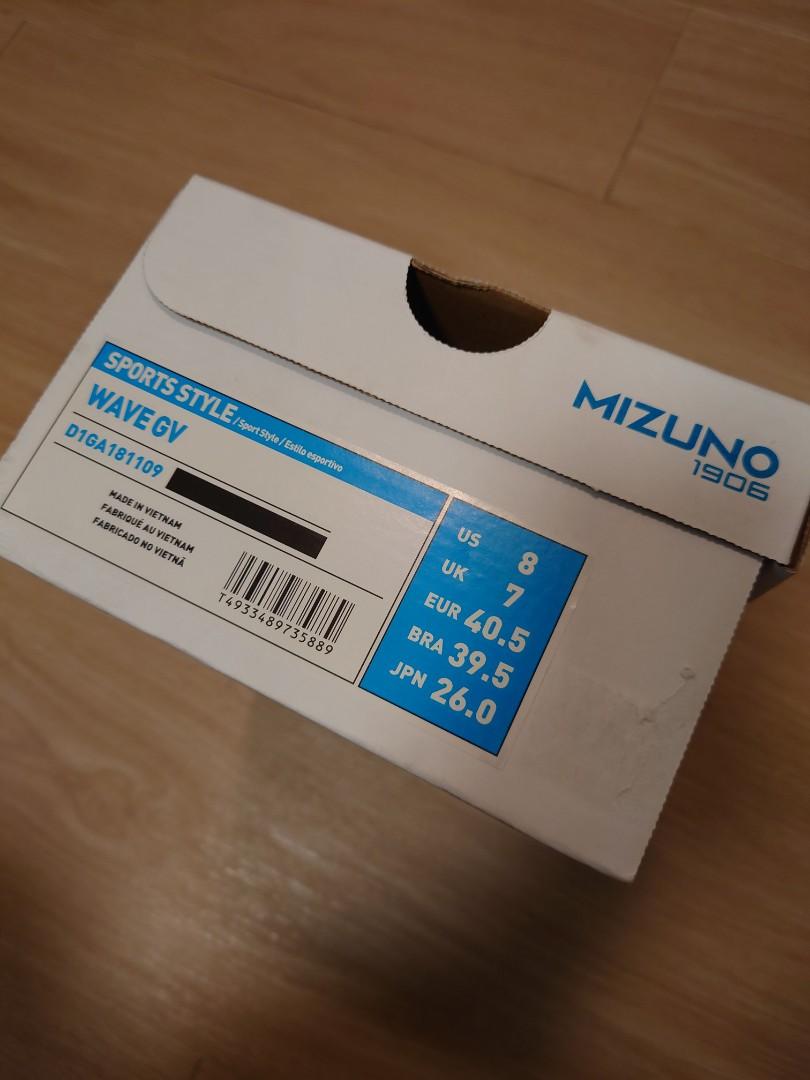 MIZUNO
1906
SPORTS STYLE / Sport Style / Estilo esportivo
WAVE GV
D1GA181109
MADE IN VIETNAM
FABRIQUÉ AU VIETNAM
FABRICADO NO VIETNÃ
T4933489735889
US 8
UK 7
EUR 40.5
BRA 39.5
JPN 26.0